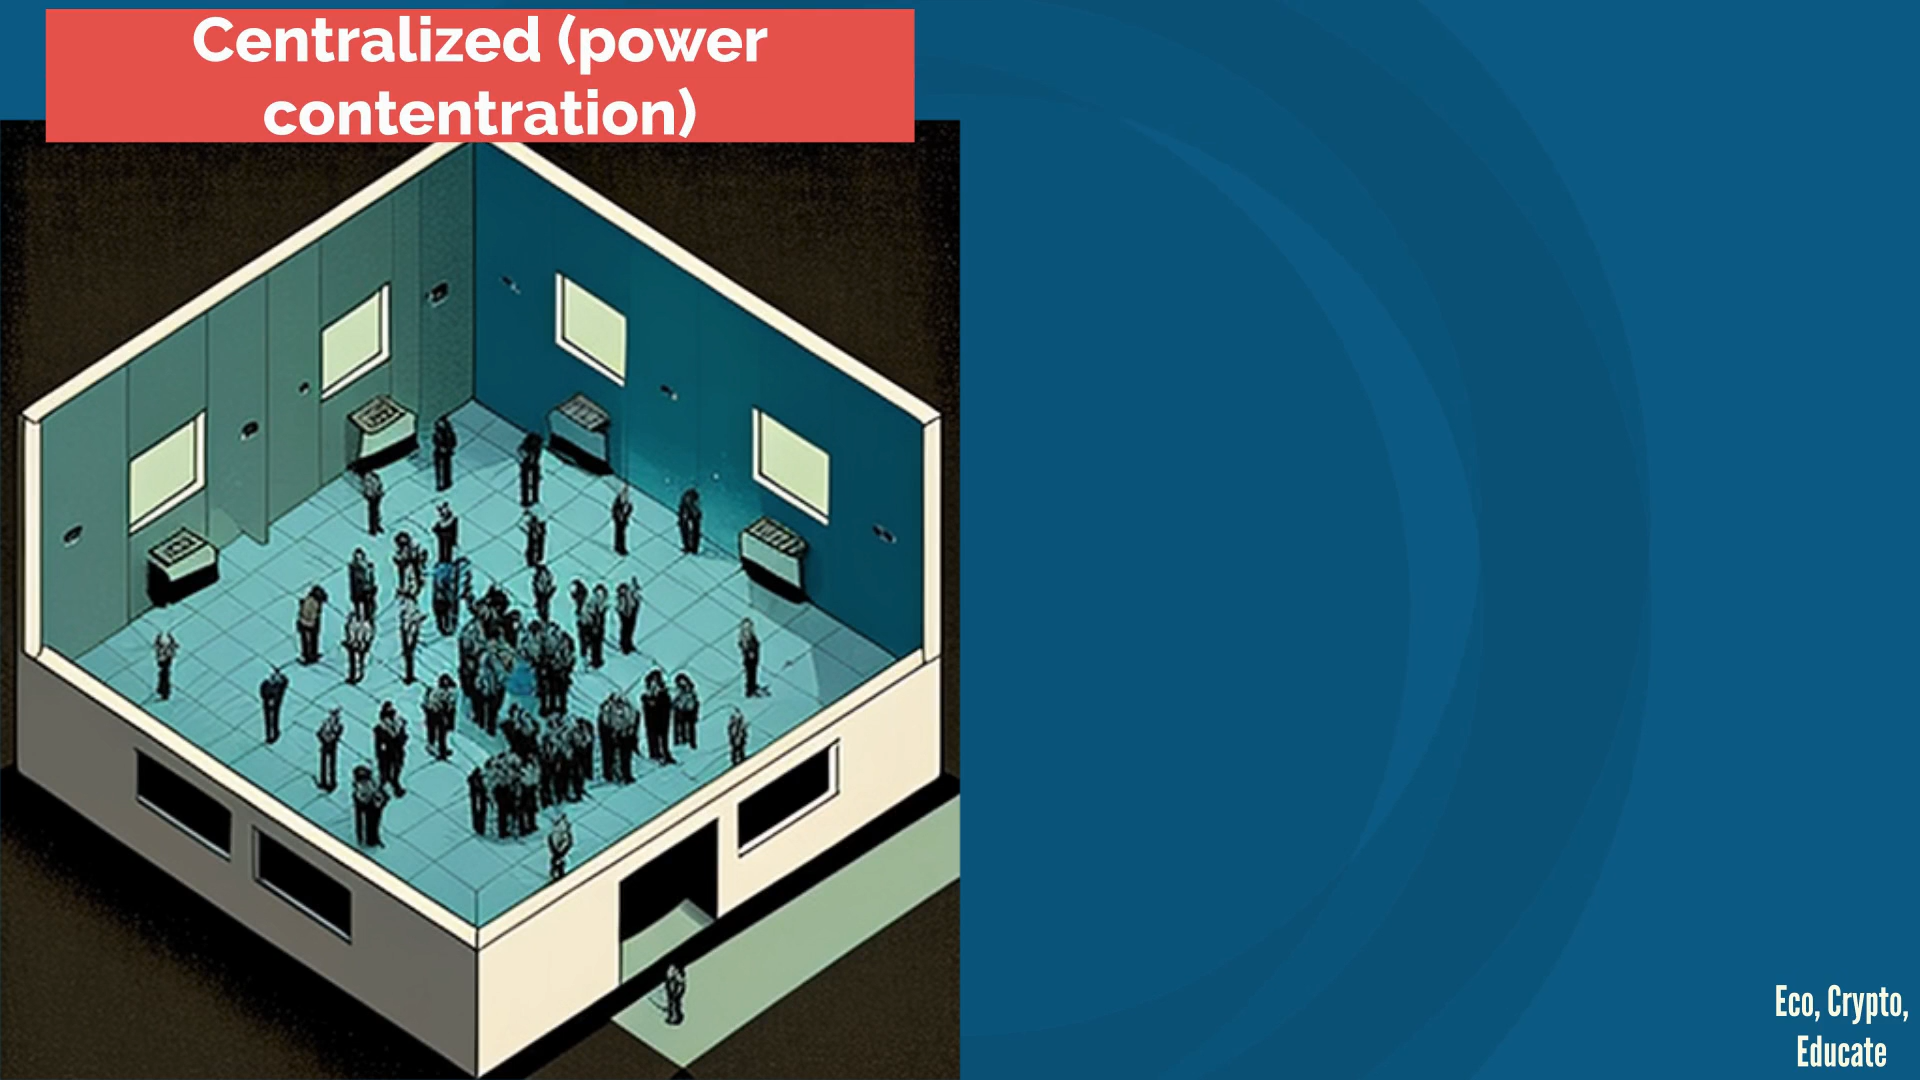 Centralized (power
contentration)
Eco, Crypto,
Educate